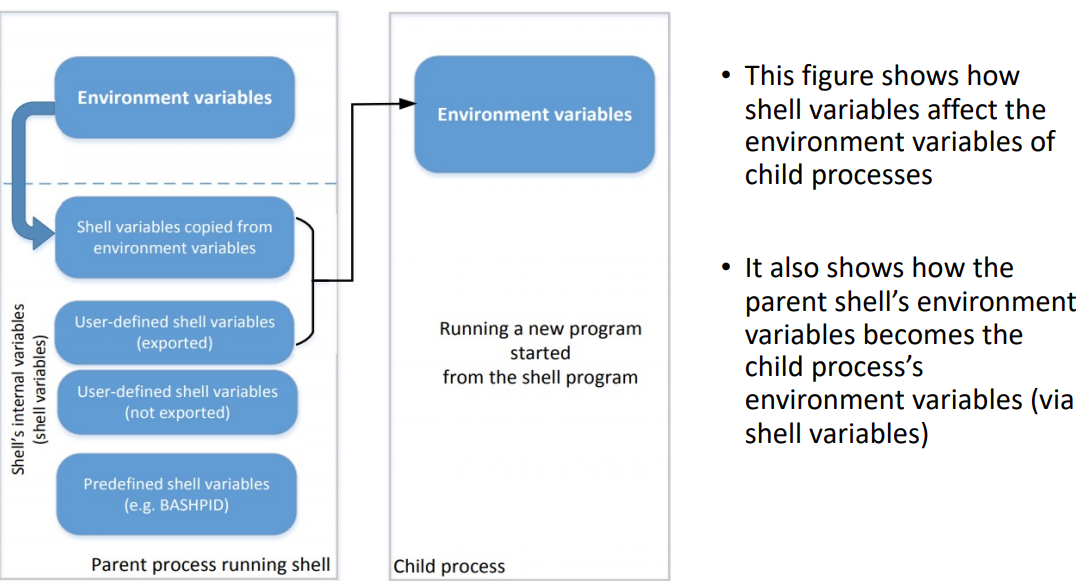 Environment variables
Shell variables copied from
environment variables
User-defined shell variables
(exported)
User-defined shell variables
(not exported)
Predefined shell variables
(e.g. BASHPID)
Shell's internal variables
(shell variables)
Parent process running shell
Environment variables
Running a new program
started
from the shell program
Child process
• This figure shows how
shell variables affect the
environment variables of
child processes
• It also shows how the
parent shell's environment
variables becomes the
child process's
environment variables (via
shell variables)